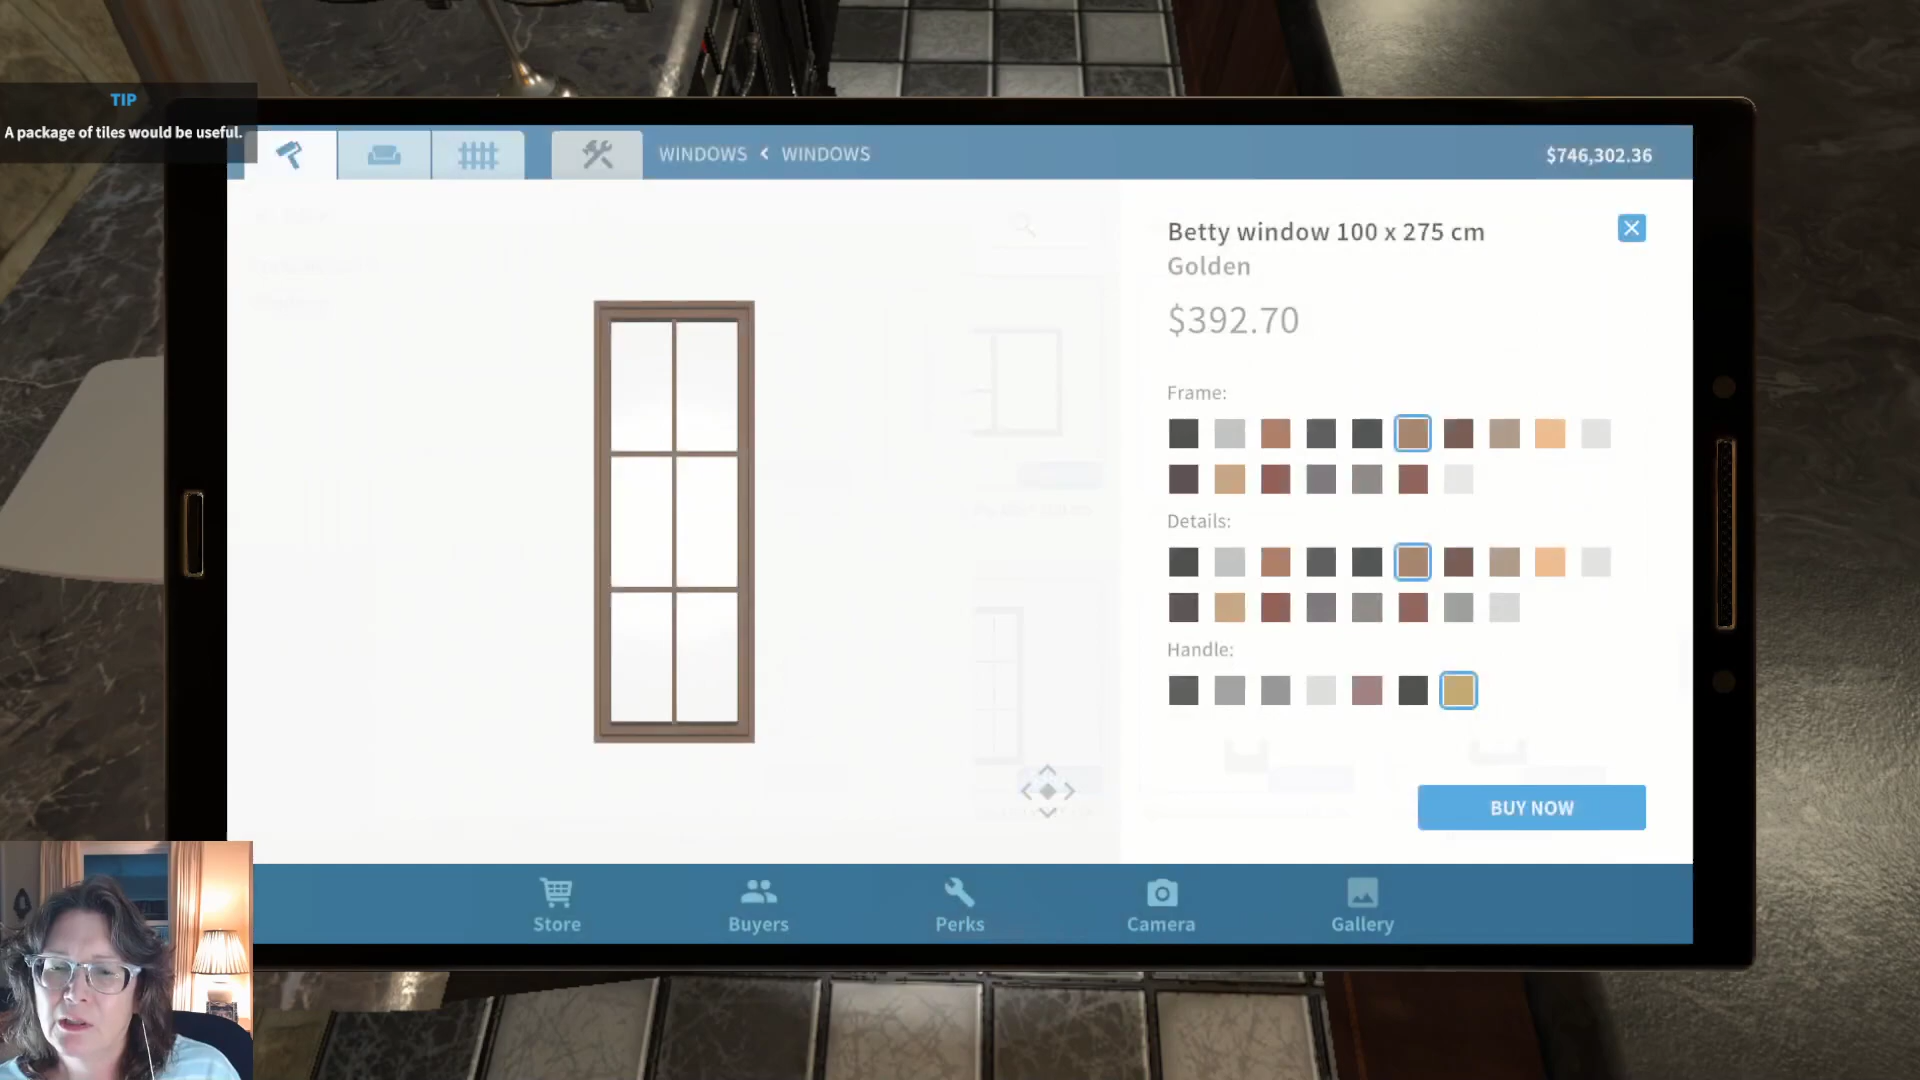 TIP
A package of tiles would be useful.
WINDOWS < WINDOWS
$746,302.36
Betty window 100 x 275 cm
Golden
$392.70
Frame:
Details:
Handle:
BUY NOW
Store
Buyers
Perks
Camera
Gallery